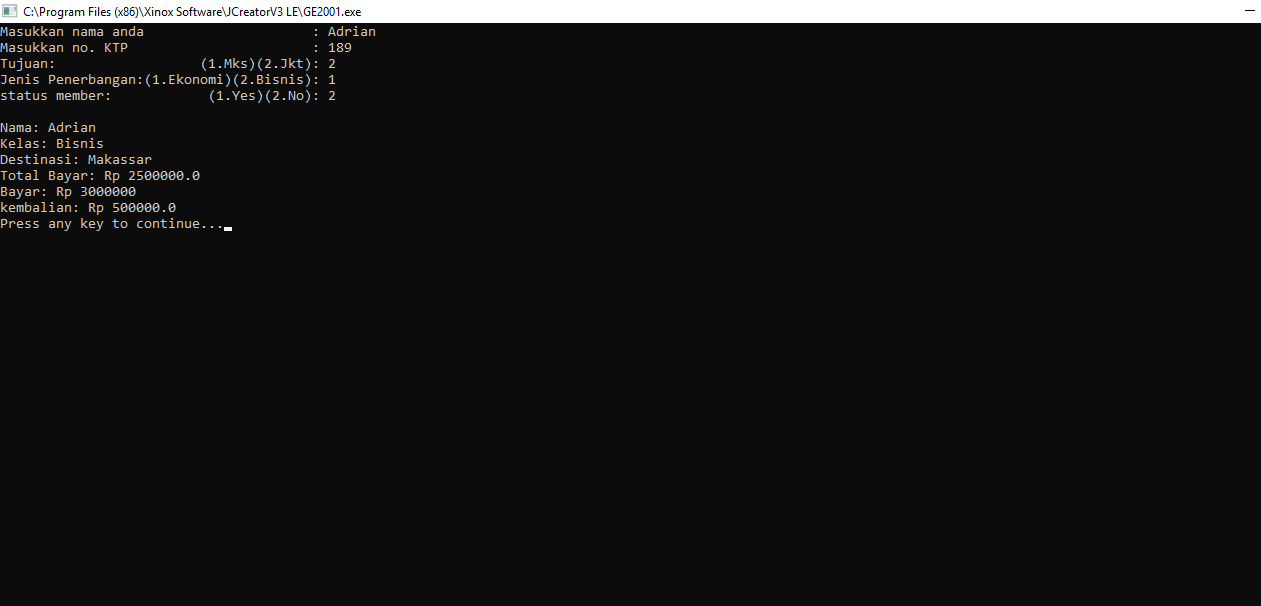 C:\Program Files (x86)\Xinox Software\JCreatorV3 LE\GE2001.exe
Masukkan nama anda                     : Adrian
Masukkan no. KTP                       : 189
Tujuan:                  (1.Mks)(2.Jkt): 2
Jenis Penerbangan:(1.Ekonomi)(2.Bisnis): 1
status member:            (1.Yes)(2.No): 2
Nama: Adrian
Kelas: Bisnis
Destinasi: Makassar
Total Bayar: Rp 2500000.0
Bayar: Rp 3000000
kembalian: Rp 500000.0
Press any key to continue...